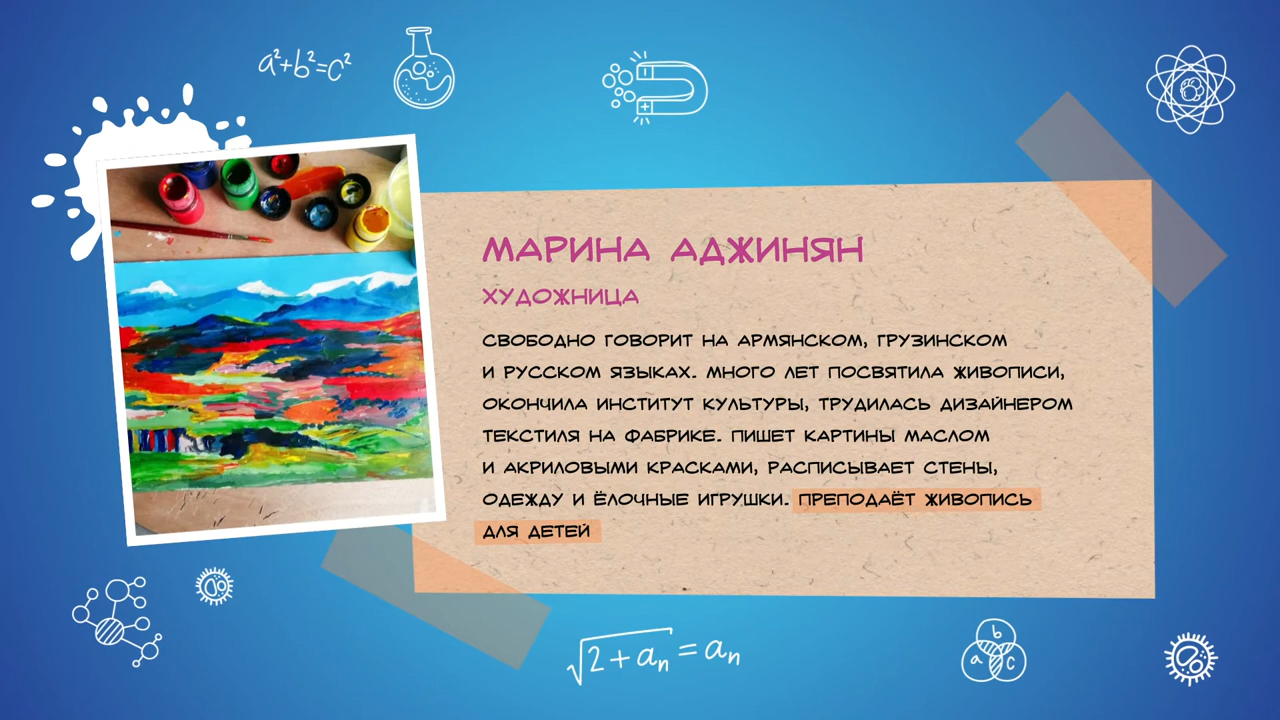 a²+b²=c²
МАРИНА АДЖИНЯН
ХУДОЖНИЦА
СВОБОДНО ГОВОРИТ НА АРМЯНСКОМ, ГРУЗИНСКОМ
И РУССКОМ ЯЗЫКАХ. МНОГО ЛЕТ ПОСВЯТИЛА ЖИВОПИСИ,
ОКОНЧИЛА ИНСТИТУТ КУЛЬТУРЫ, ТРУДИЛАСЬ ДИЗАЙНЕРОМ
ТЕКСТИЛЯ НА ФАБРИКЕ. ПИШЕТ КАРТИНЫ МАСЛОМ
И АКРИЛОВЫМИ КРАСКАМИ, РАСПИСЫВАЕТ СТЕНЫ,
ОДЕЖДУ И ЁЛОЧНЫЕ ИГРУШКИ. ПРЕПОДАЁТ ЖИВОПИСЬ
ДЛЯ ДЕТЕЙ
√2+aₙ = aₙ
b
a c